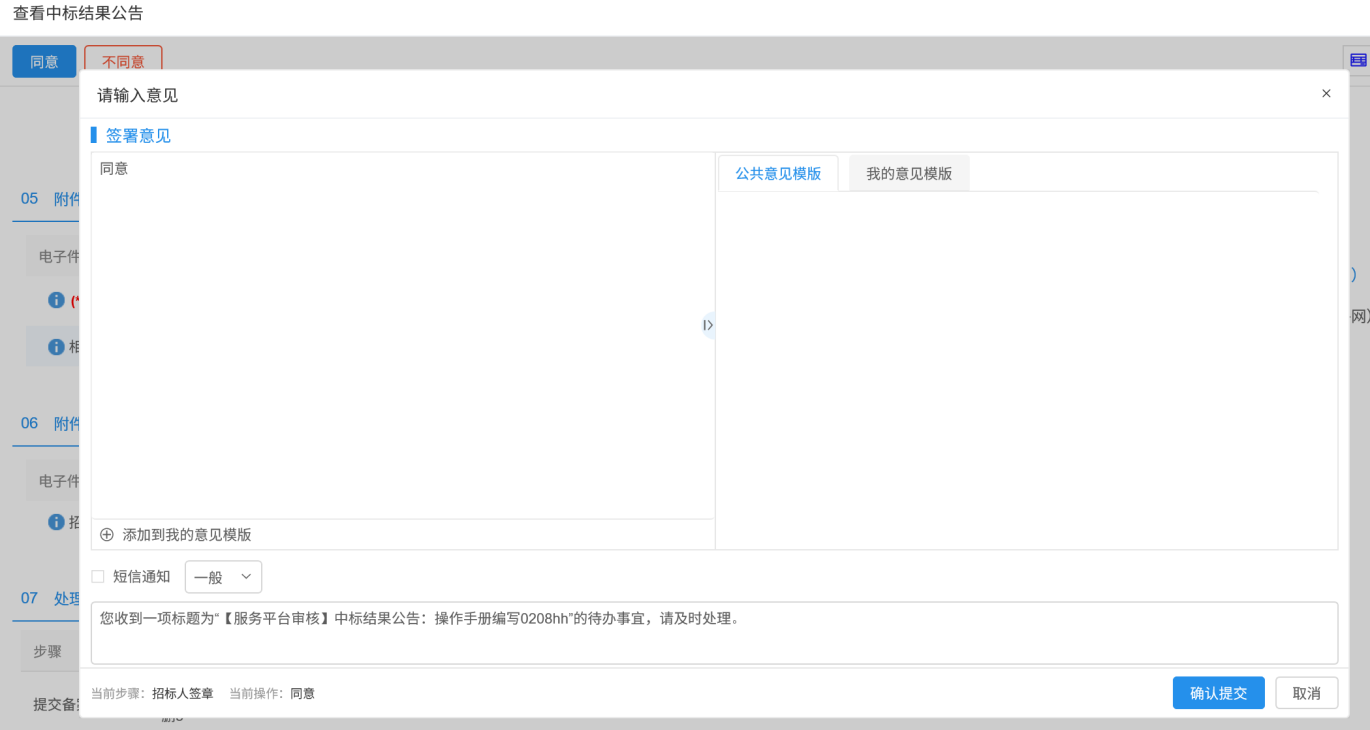 查看中标结果公告
同意 不同意
请输入意见 ×
签署意见
同意
公共意见模版 我的意见模版
05 附件
电子件
(*
相
）
网）
06 附件
电子件
招
添加到我的意见模版
短信通知 一般
07 处理
您收到一项标题为“【服务平台审核】中标结果公告：操作手册编写0208hh”的待办事宜，请及时处理。
步骤
当前步骤：招标人签章 当前操作：同意
确认提交 取消
提交备